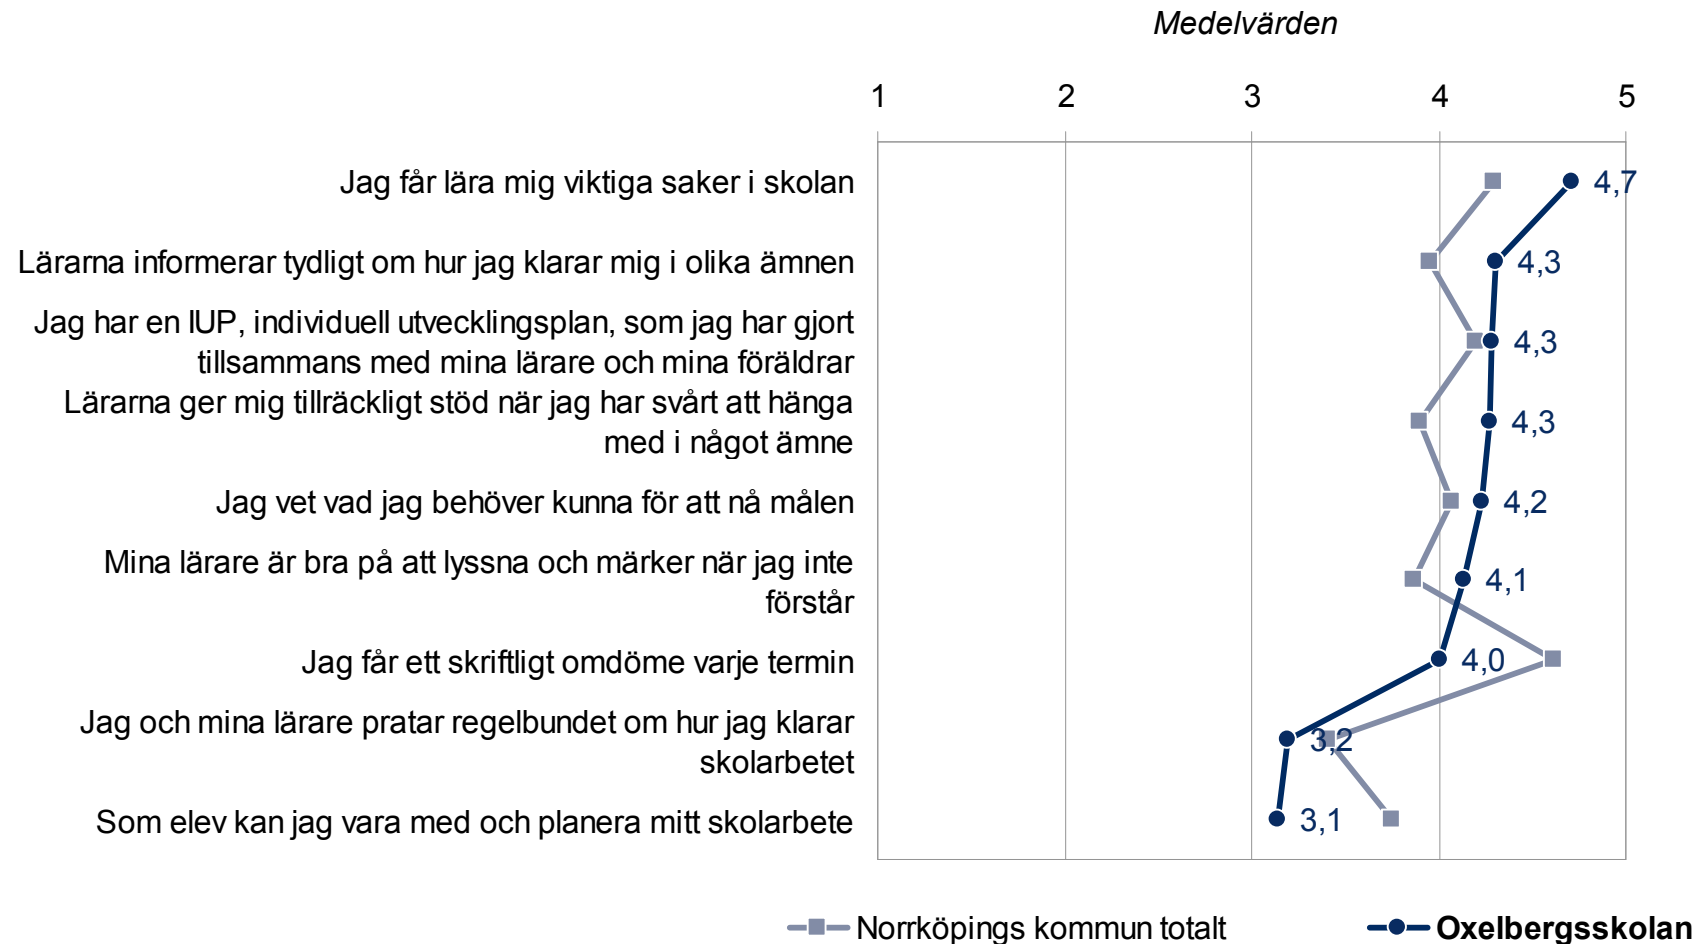 Medelvärden
1 2 3 4 5
Jag får lära mig viktiga saker i skolan 4,7
Lärarna informerar tydligt om hur jag klarar mig i olika ämnen 4,3
Jag har en IUP, individuell utvecklingsplan, som jag har gjort
tillsammans med mina lärare och mina föräldrar 4,3
Lärarna ger mig tillräckligt stöd när jag har svårt att hänga
med i något ämne 4,3
Jag vet vad jag behöver kunna för att nå målen 4,2
Mina lärare är bra på att lyssna och märker när jag inte
förstår 4,1
Jag får ett skriftligt omdöme varje termin 4,0
Jag och mina lärare pratar regelbundet om hur jag klarar
skolarbetet 3,2
Som elev kan jag vara med och planera mitt skolarbete 3,1
Norrköpings kommun totalt Oxelbergsskolan